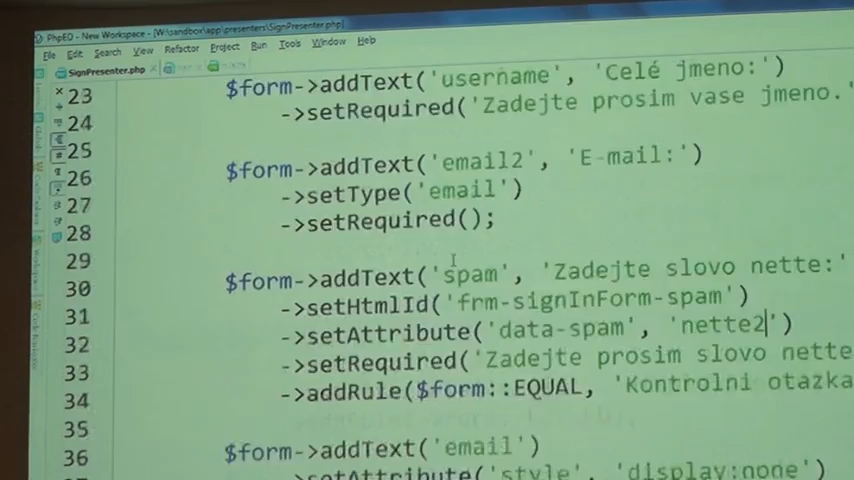 PhpED - New Workspace - [W:\sandbox\app\presenters\SignPresenter.php]
File Edit Search View Refactor Project Run Tools Window Help
SignPresenter.php
23 $form->addText('username', 'Celé jmeno:')
24 ->setRequired('Zadejte prosim vase jmeno.'
25
26 $form->addText('email2', 'E-mail:')
27 ->setType('email')
28 ->setRequired();
29
30 $form->addText('spam', 'Zadejte slovo nette:'
31 ->setHtmlId('frm-signInForm-spam')
32 ->setAttribute('data-spam', 'nette2')
33 ->setRequired('Zadejte prosim slovo nette
34 ->addRule($form::EQUAL, 'Kontrolni otazka
35
36 $form->addText('email')
->setAttribute('style', 'display:none')